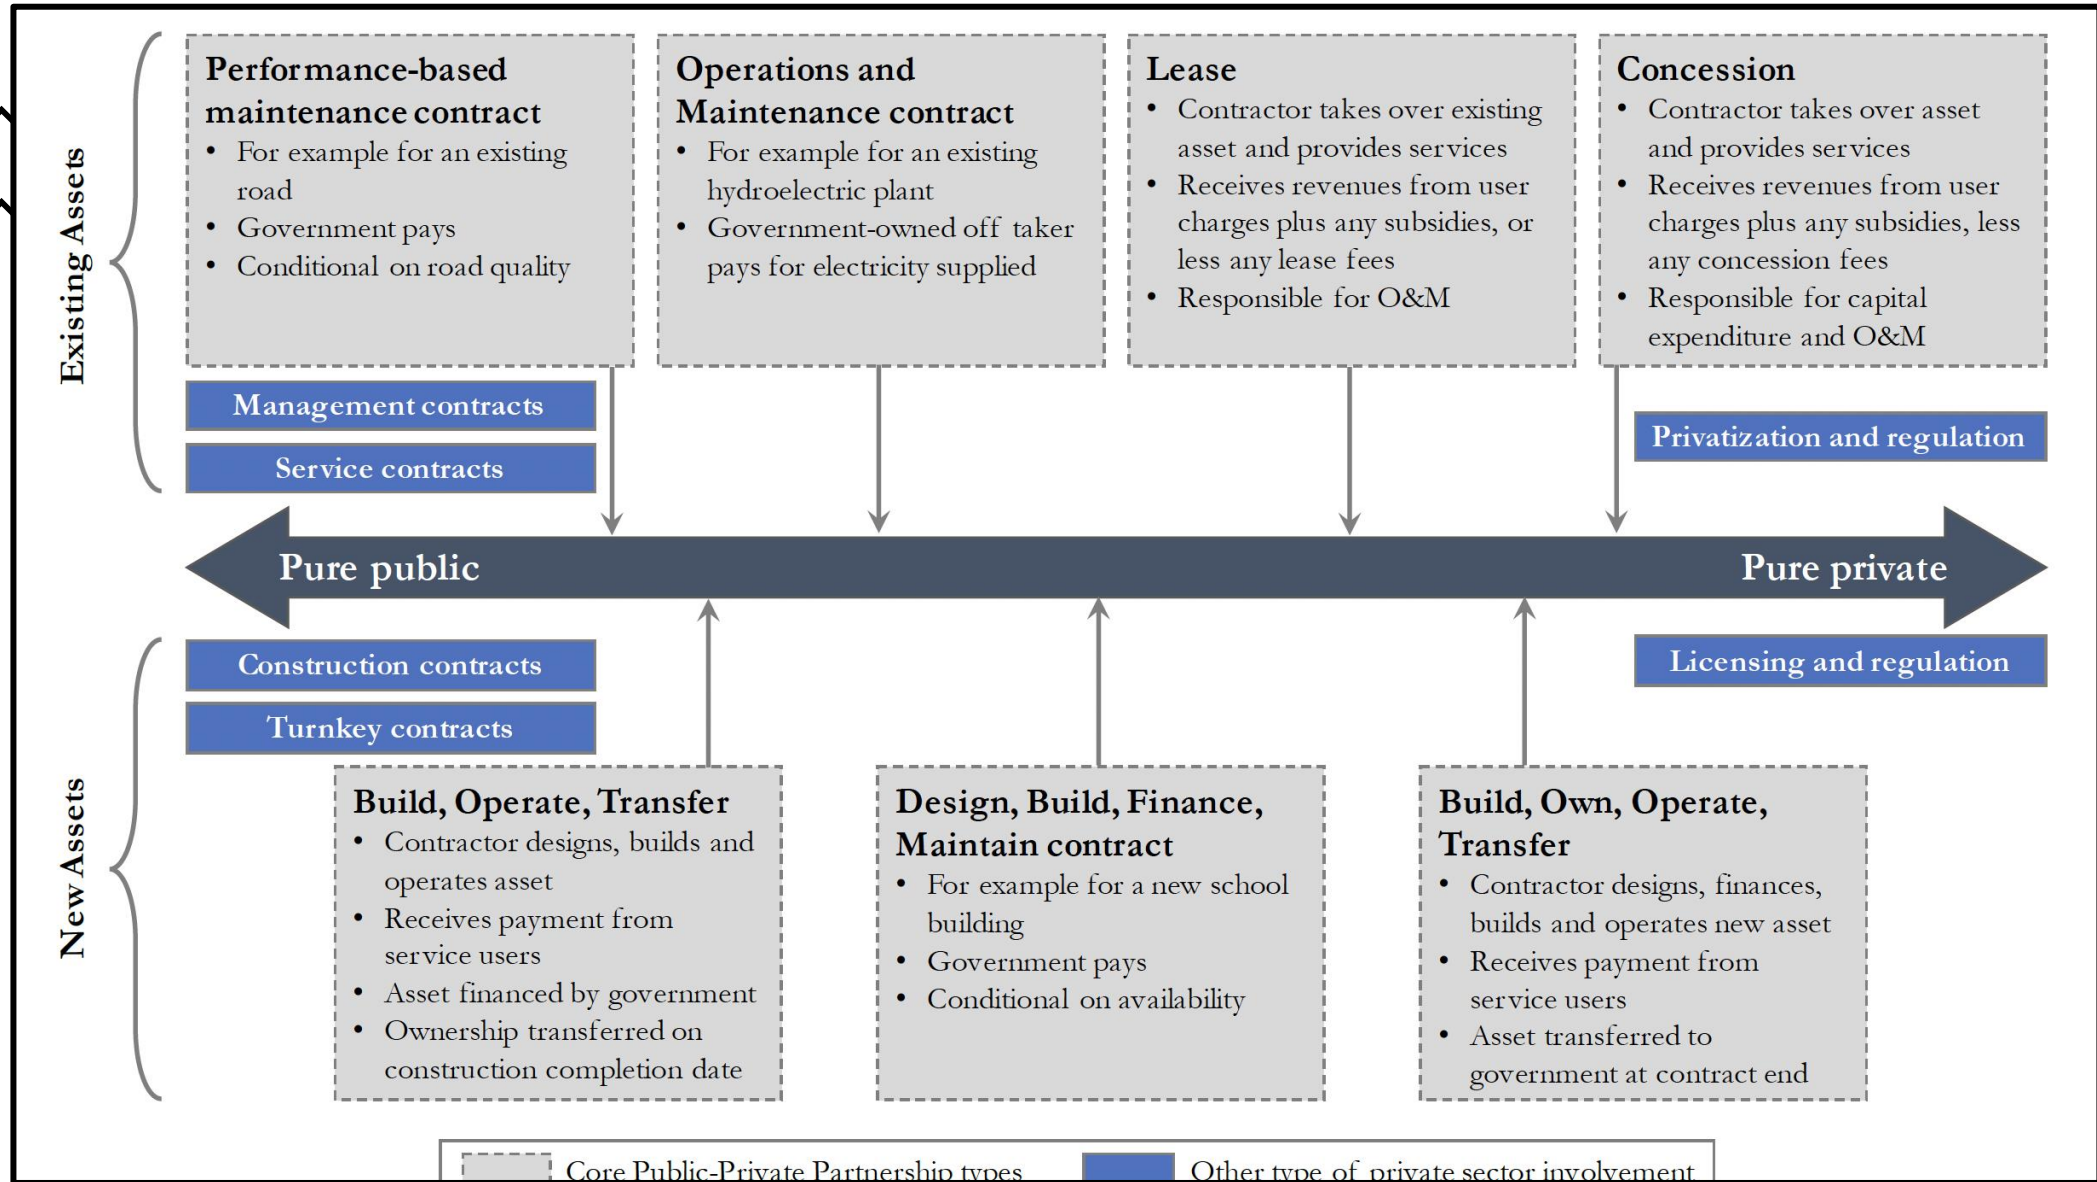 Existing Assets
Performance-based
maintenance contract
• For example for an existing
road
• Government pays
• Conditional on road quality
Operations and
Maintenance contract
• For example for an existing
hydroelectric plant
• Government-owned off taker
pays for electricity supplied
Lease
• Contractor takes over existing
asset and provides services
• Receives revenues from user
charges plus any subsidies, or
less any lease fees
• Responsible for O&M
Concession
• Contractor takes over asset
and provides services
• Receives revenues from user
charges plus any subsidies, less
any concession fees
• Responsible for capital
expenditure and O&M
Management contracts
Service contracts
Privatization and regulation
Pure public
Pure private
New Assets
Construction contracts
Turnkey contracts
Licensing and regulation
Build, Operate, Transfer
• Contractor designs, builds and
operates asset
• Receives payment from
service users
• Asset financed by government
• Ownership transferred on
construction completion date
Design, Build, Finance,
Maintain contract
• For example for a new school
building
• Government pays
• Conditional on availability
Build, Own, Operate,
Transfer
• Contractor designs, finances,
builds and operates new asset
• Receives payment from
service users
• Asset transferred to
government at contract end
Core Public-Private Partnership types
Other type of private sector involvement